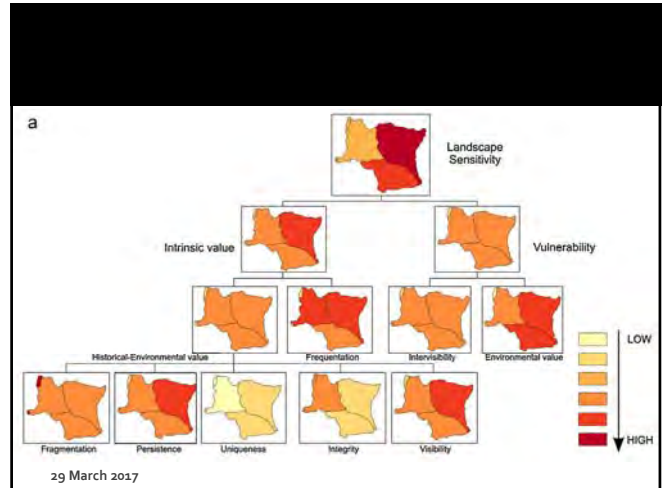 a
Landscape
Sensitivity
Intrinsic value
Vulnerability
Historical-Environmental value
Frequentation
Intervisibility
Environmental value
LOW
HIGH
Fragmentation
Persistence
Uniqueness
Integrity
Visibility
29 March 2017